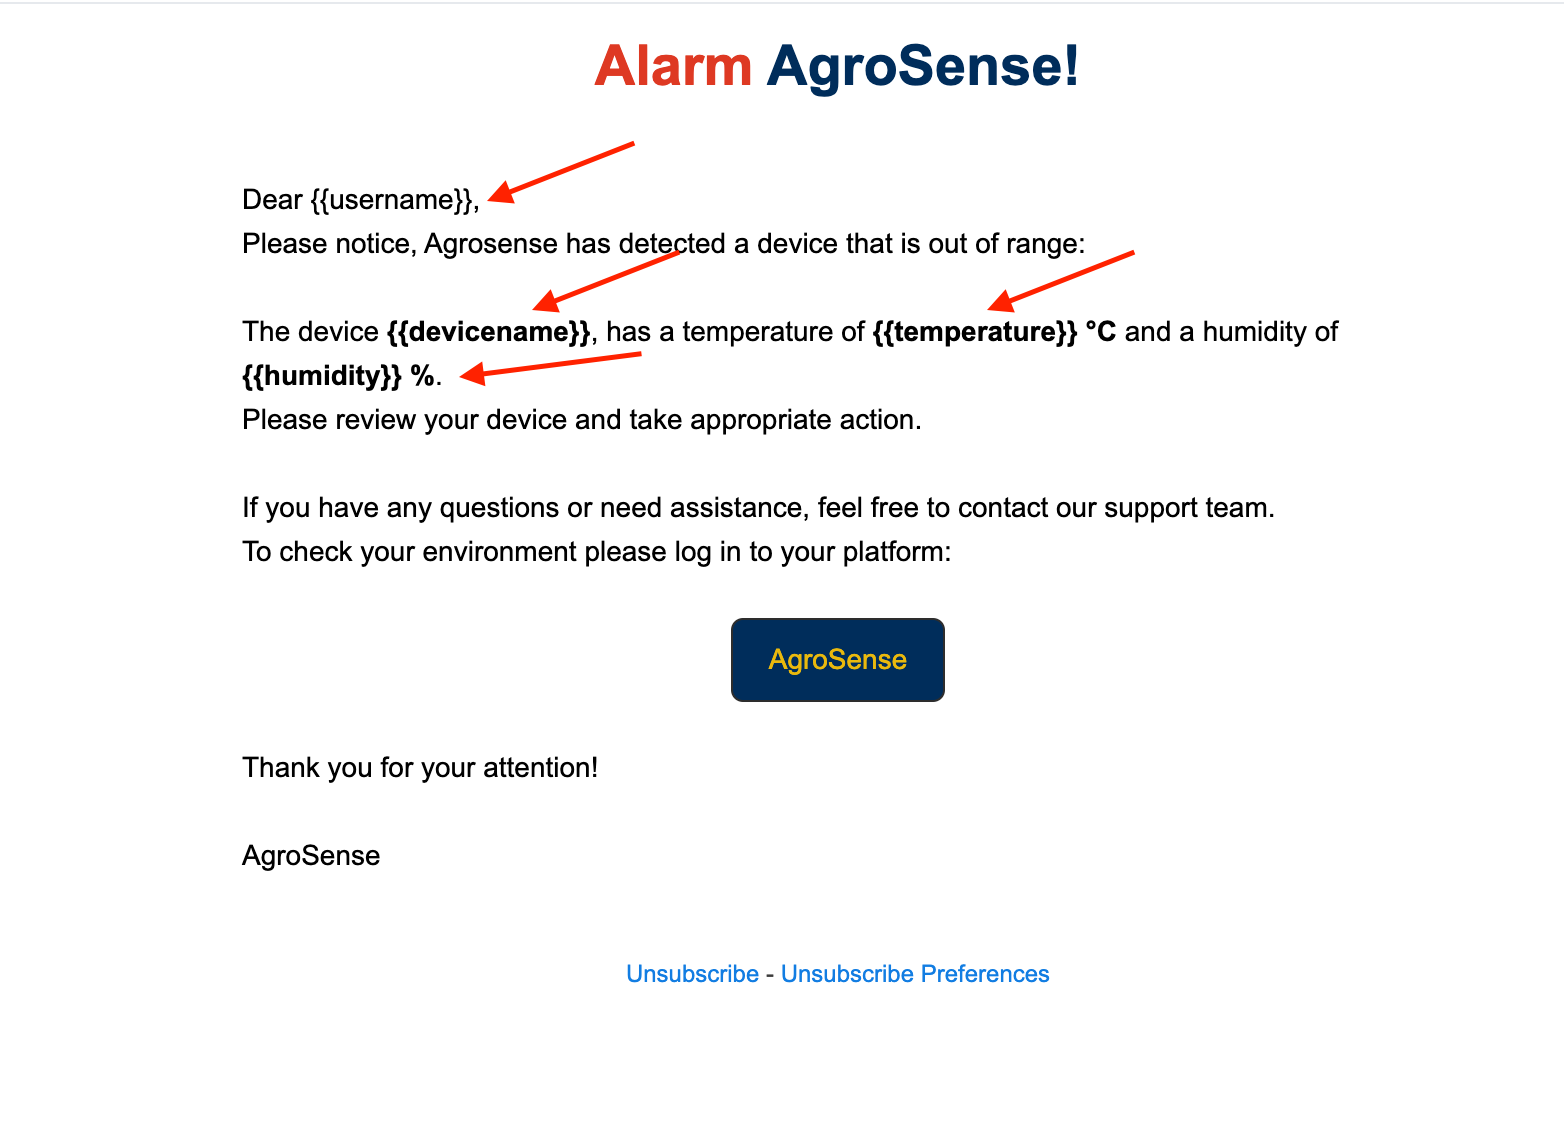 Alarm AgroSense!
Dear {{username}},
Please notice, Agrosense has detected a device that is out of range:
The device {{devicename}}, has a temperature of {{temperature}} °C and a humidity of
{{humidity}} %.
Please review your device and take appropriate action.
If you have any questions or need assistance, feel free to contact our support team.
To check your environment please log in to your platform:
AgroSense
Thank you for your attention!
AgroSense
Unsubscribe - Unsubscribe Preferences